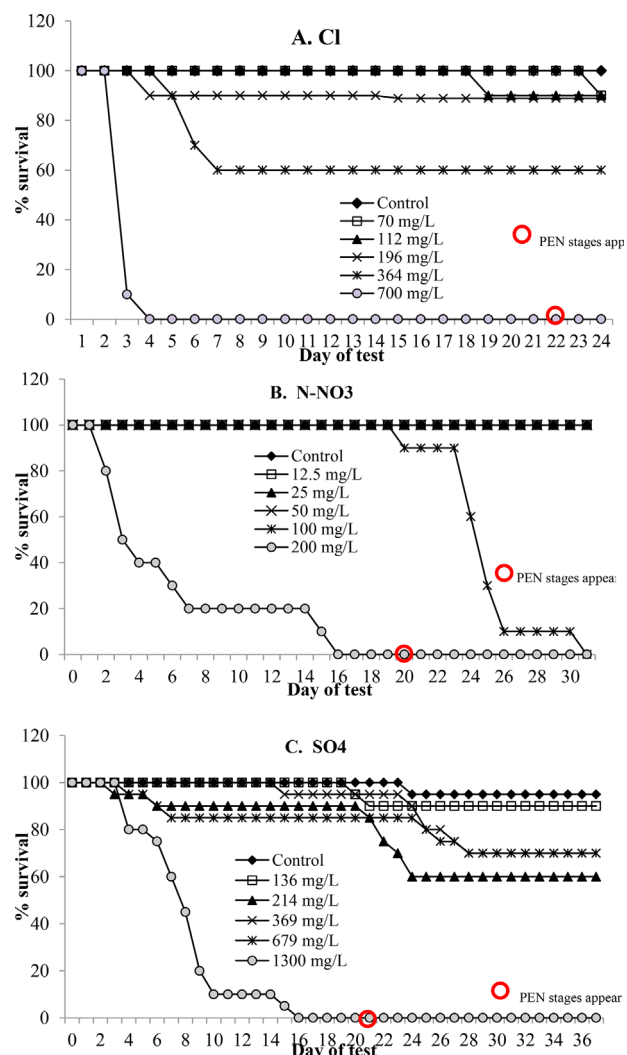 A. Cl
120
100
80
60
40
20
0
% survival
Control
70 mg/L
112 mg/L
196 mg/L
364 mg/L
700 mg/L
PEN stages app
1 2 3 4 5 6 7 8 9 10 11 12 13 14 15 16 17 18 19 20 21 22 23 24
Day of test
B. N-NO3
120
100
80
60
40
20
0
% survival
Control
12.5 mg/L
25 mg/L
50 mg/L
100 mg/L
200 mg/L
PEN stages appear
0 2 4 6 8 10 12 14 16 18 20 22 24 26 28 30
Day of test
C. SO4
120
100
80
60
40
20
0
% survival
Control
136 mg/L
214 mg/L
369 mg/L
679 mg/L
1300 mg/L
PEN stages appear
0 2 4 6 8 10 12 14 16 18 20 22 24 26 28 30 32 34 36
Day of test